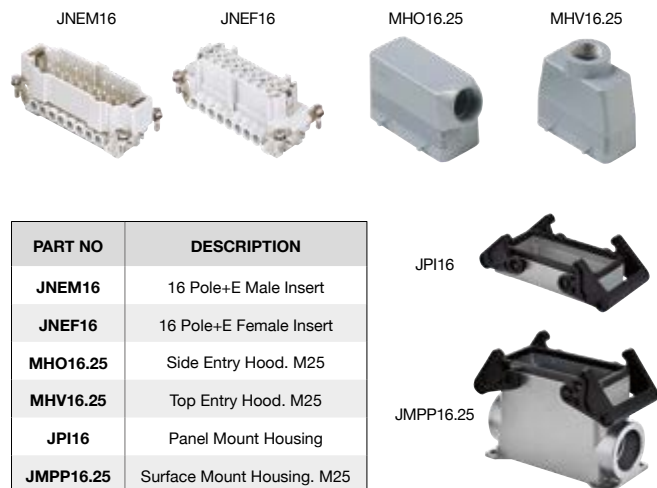 JNEM16 JNEF16 MHO16.25 MHV16.25
PART NO DESCRIPTION
JNEM16 16 Pole+E Male Insert
JNEF16 16 Pole+E Female Insert
MHO16.25 Side Entry Hood. M25
MHV16.25 Top Entry Hood. M25
JPI16 Panel Mount Housing
JMPP16.25 Surface Mount Housing. M25
JPI16
JMPP16.25